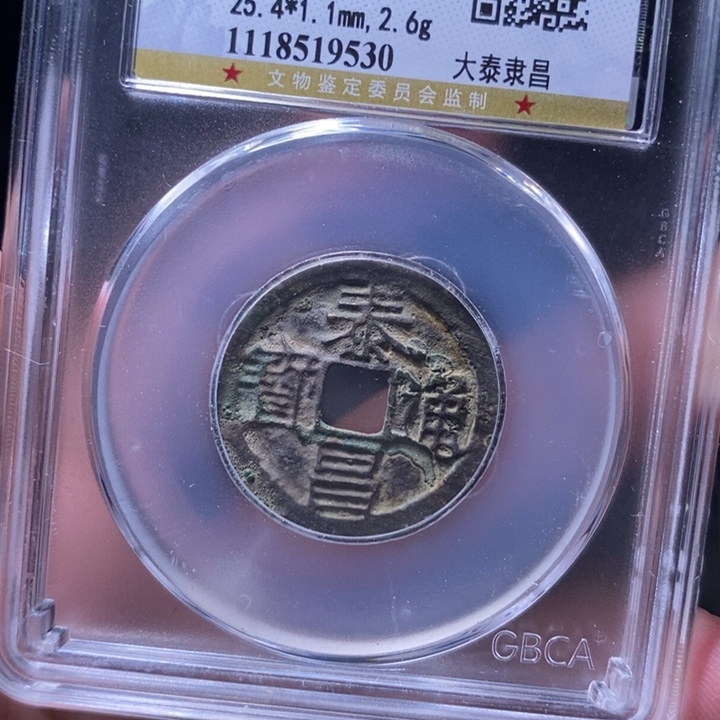 25.4*1.1mm, 2.6g
1118519530 大泰隶昌
文物鉴定委员会监制
GBCA
泰昌通寶
GBCA